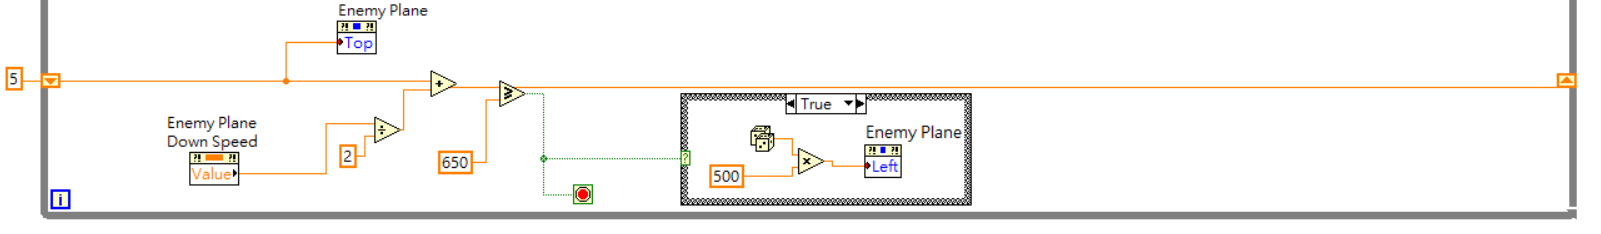 Enemy Plane
Top
5
True
Enemy Plane
Down Speed
Value
2
650
500
Enemy Plane
Left
?
i